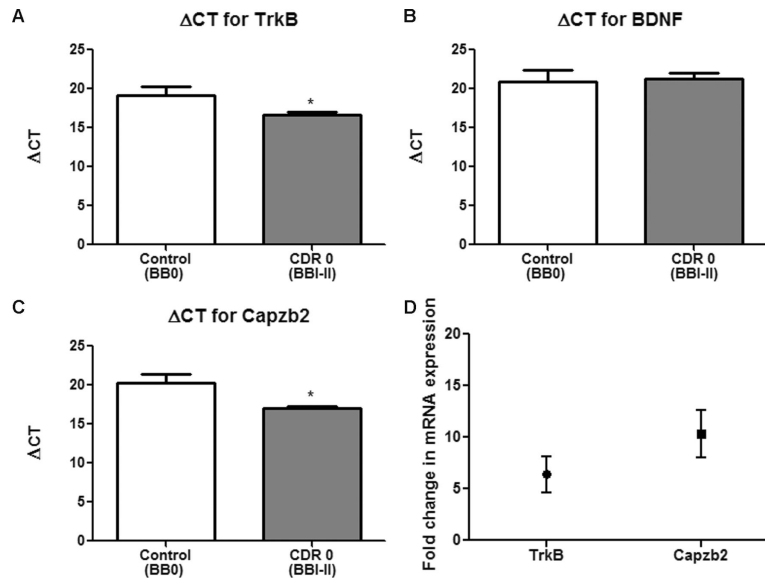 A
ΔCT for TrkB
25
20
15
10
5
0
ΔCT
*
Control
(BB0)
CDR 0
(BBI-II)
B
ΔCT for BDNF
25
20
15
10
5
0
ΔCT
Control
(BB0)
CDR 0
(BBI-II)
C
ΔCT for Capzb2
25
20
15
10
5
0
ΔCT
*
Control
(BB0)
CDR 0
(BBI-II)
D
20
15
10
5
0
Fold change in mRNA expression
TrkB
Capzb2